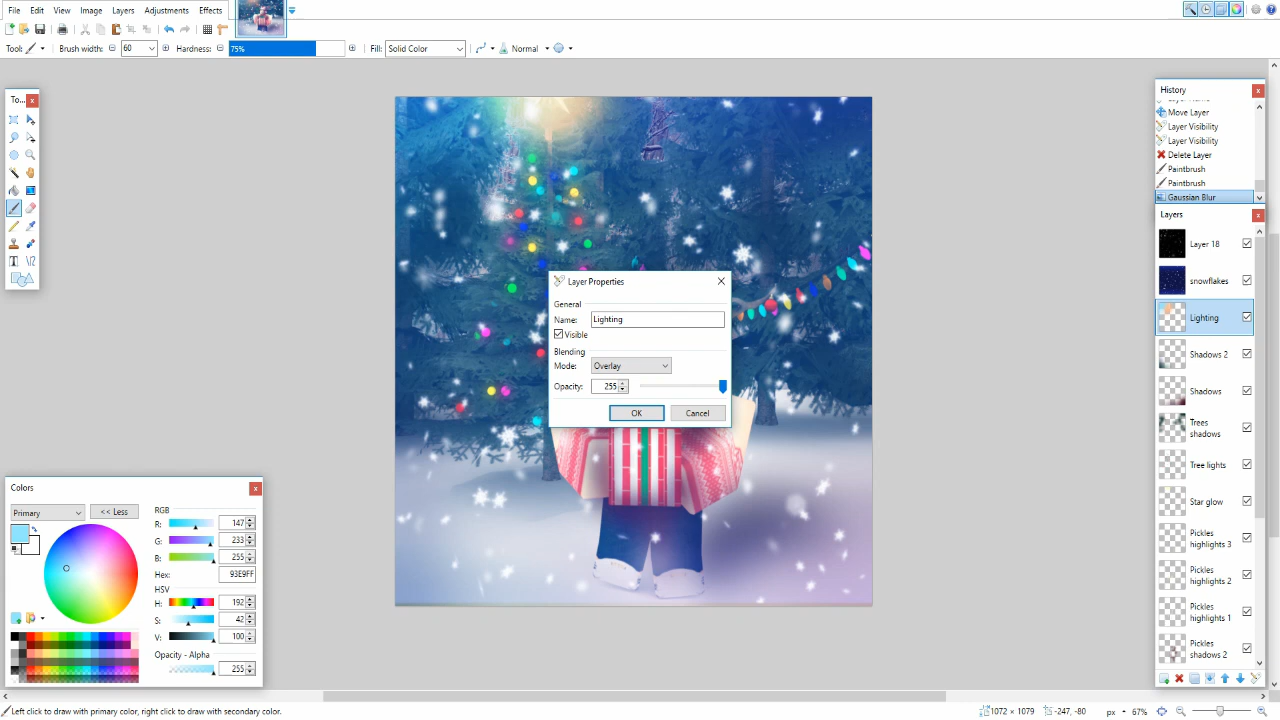 File Edit View Image Layers Adjustments Effects
Tool: Brush width: 60 Hardness: 75% Fill: Solid Color Normal
To... x
History x
Move Layer
Layer Visibility
Layer Visibility
Delete Layer
Paintbrush
Paintbrush
Gaussian Blur
Layers x
Layer 18
snowflakes
Lighting
Shadows 2
Shadows
Trees
shadows
Tree lights
Star glow
Pickles
highlights 3
Pickles
highlights 2
Pickles
highlights 1
Pickles
shadows 2
Layer Properties
General
Name: Lighting
Visible
Blending
Mode: Overlay
Opacity: 255
OK Cancel
Colors x
Primary << Less
RGB
R: 147
G: 233
B: 255
Hex: 93E9FF
HSV
H: 192
S: 42
V: 100
Opacity - Alpha
255
Left click to draw with primary color, right click to draw with secondary color. 1072 × 1079 -247, -80 px 67%